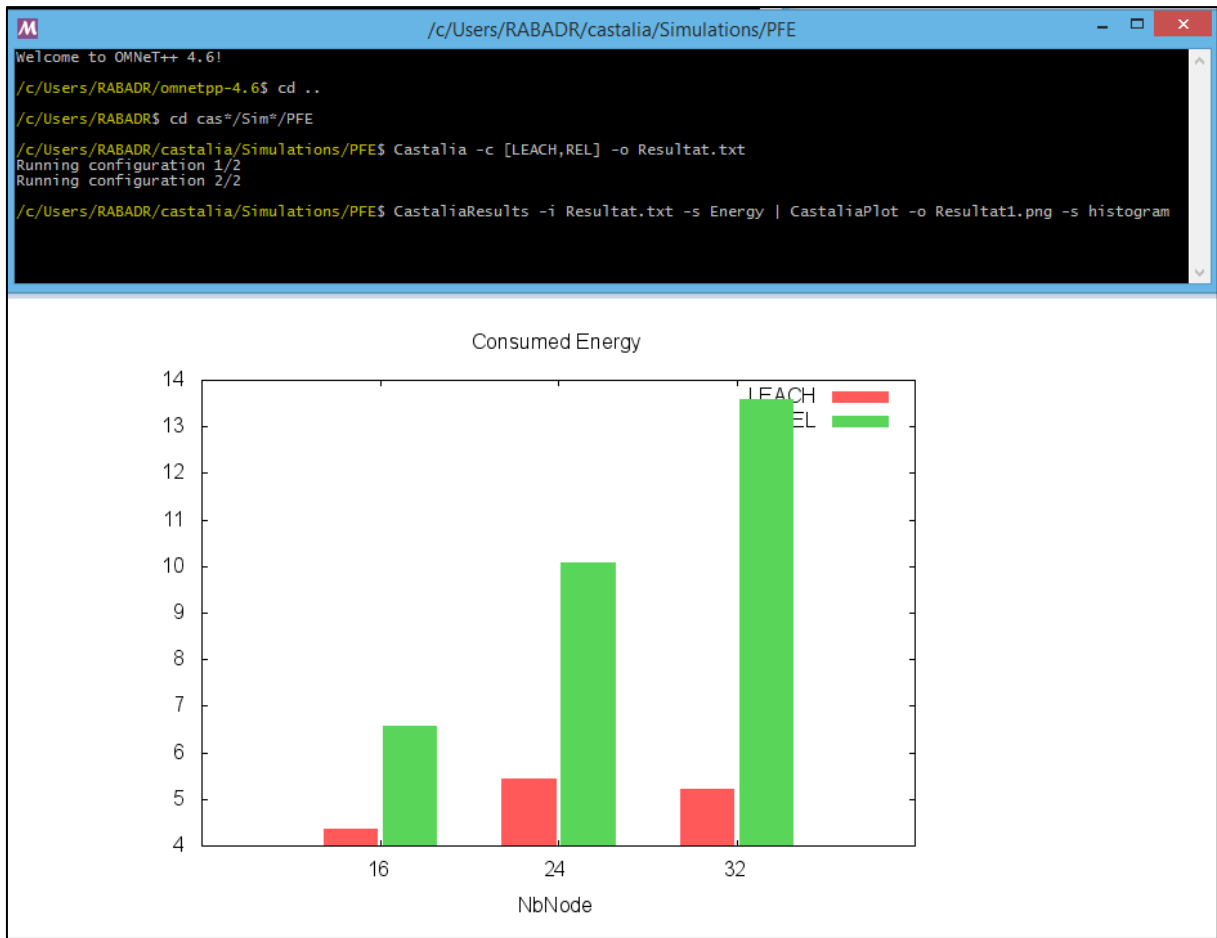 /c/Users/RABADR/castalia/Simulations/PFE
Welcome to OMNeT++ 4.6!
/c/Users/RABADR/omnetpp-4.6$ cd ..
/c/Users/RABADR$ cd cas*/Sim*/PFE
/c/Users/RABADR/castalia/Simulations/PFE$ Castalia -c [LEACH,REL] -o Resultat.txt
Running configuration 1/2
Running configuration 2/2
/c/Users/RABADR/castalia/Simulations/PFE$ CastaliaResults -i Resultat.txt -s Energy | CastaliaPlot -o Resultat1.png -s histogram
Consumed Energy
14
LEACH
EL
13
12
11
10
9
8
7
6
5
4
16 24 32
NbNode